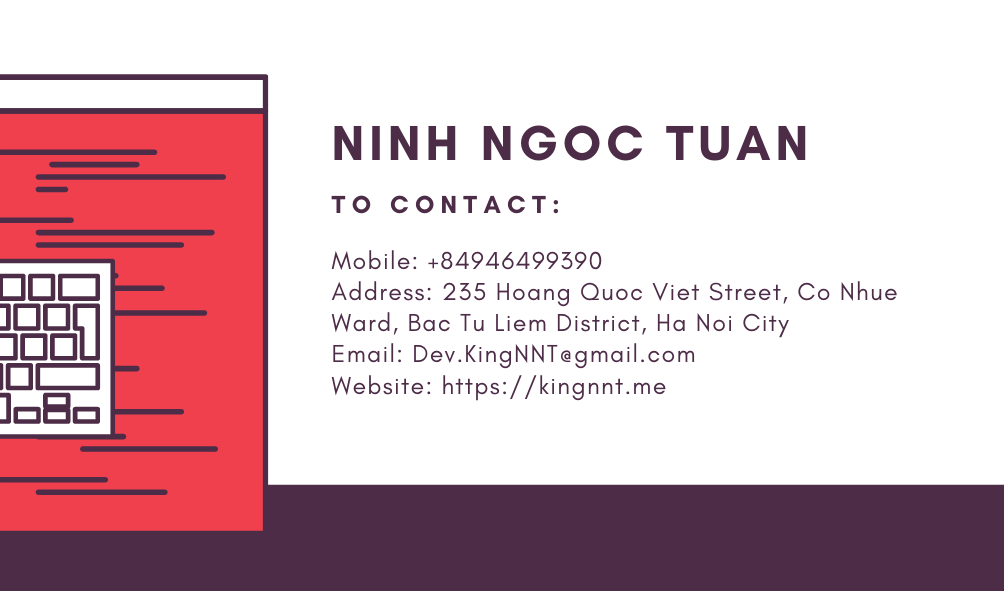 NINH NGOC TUAN
TO CONTACT:
Mobile: +84946499390
Address: 235 Hoang Quoc Viet Street, Co Nhue
Ward, Bac Tu Liem District, Ha Noi City
Email: Dev.KingNNT@gmail.com
Website: https://kingnnt.me